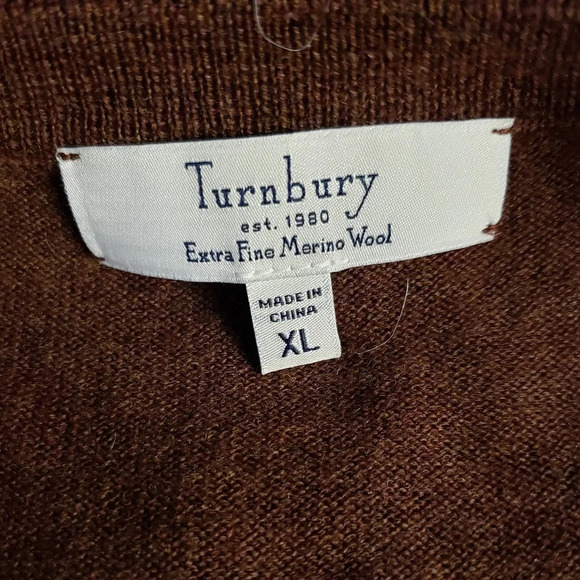 Turnbury
est. 1980
Extra Fine Merino Wool
MADE IN
CHINA
XL